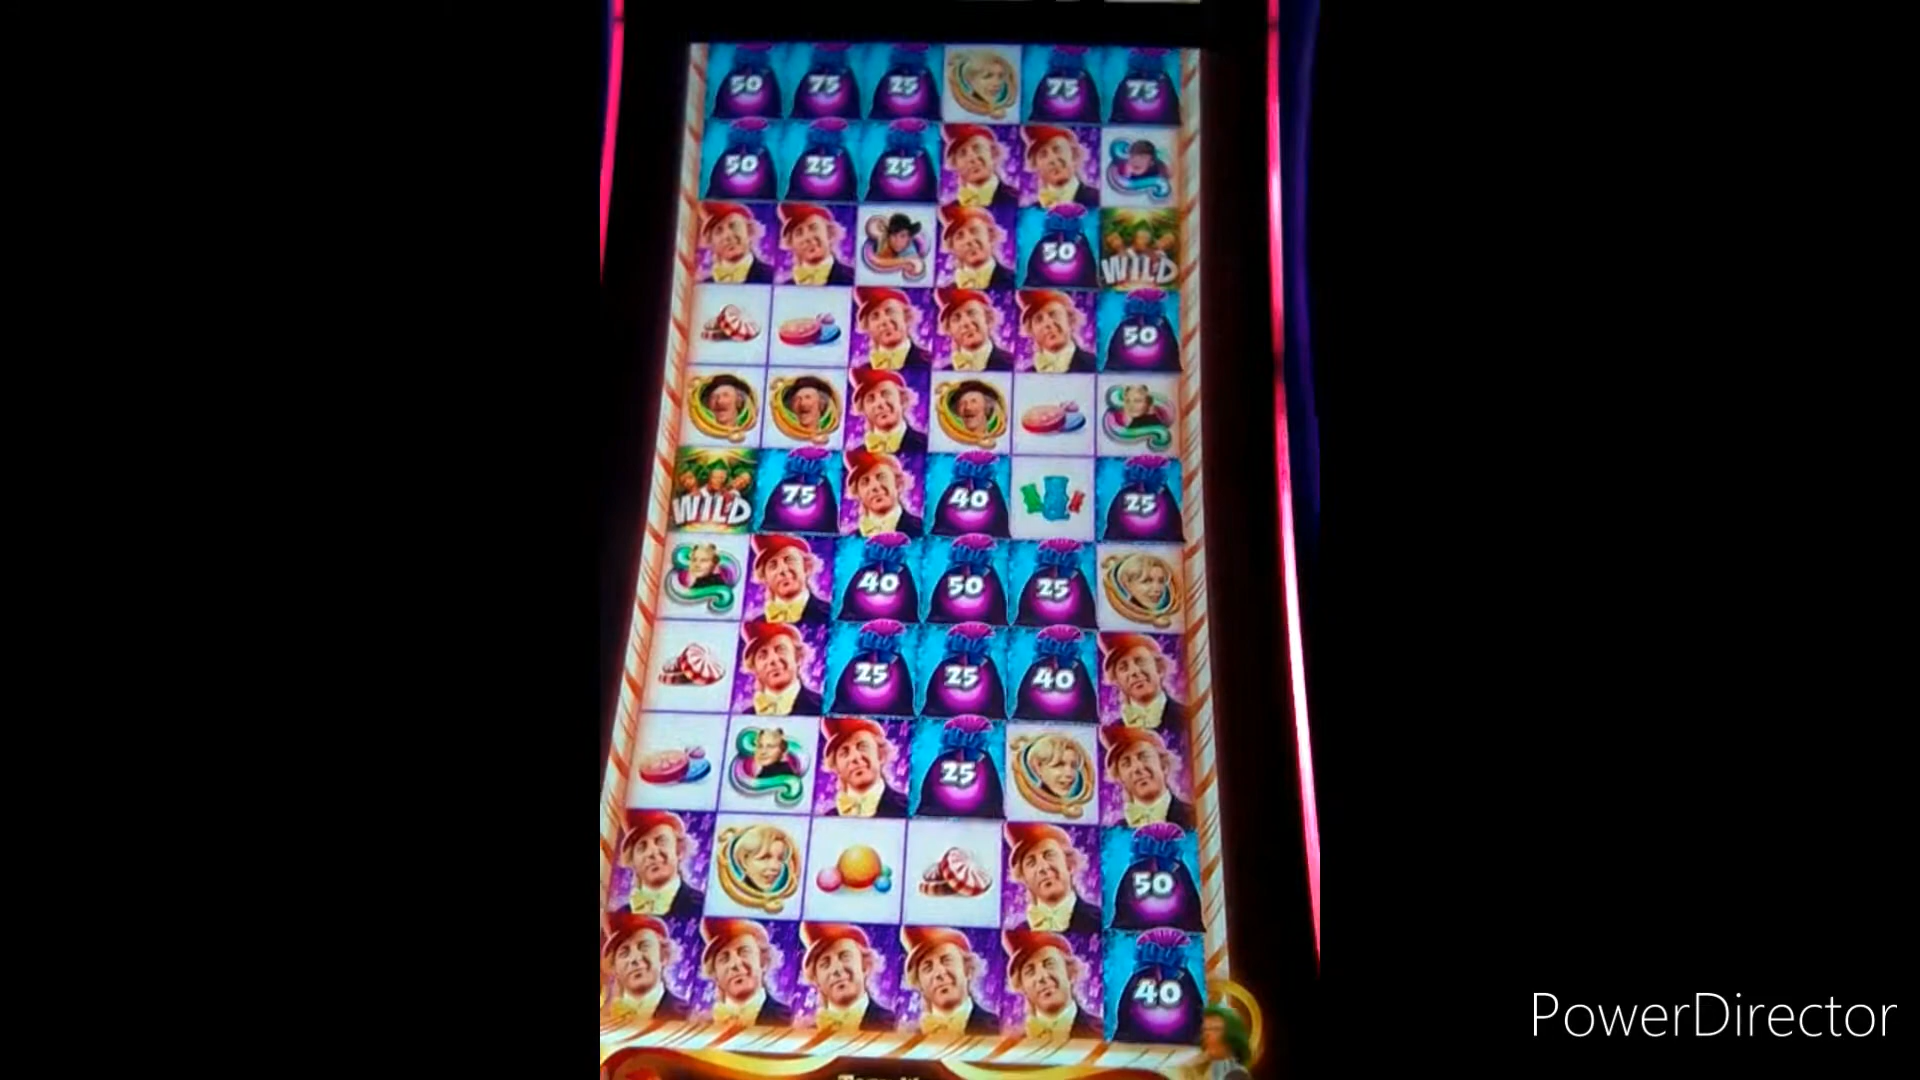 50 75 25 75 75
50 25 25
50 WILD
50
WILD 75 40 25
40 50 25
25 25 40
25
50
40
PowerDirector